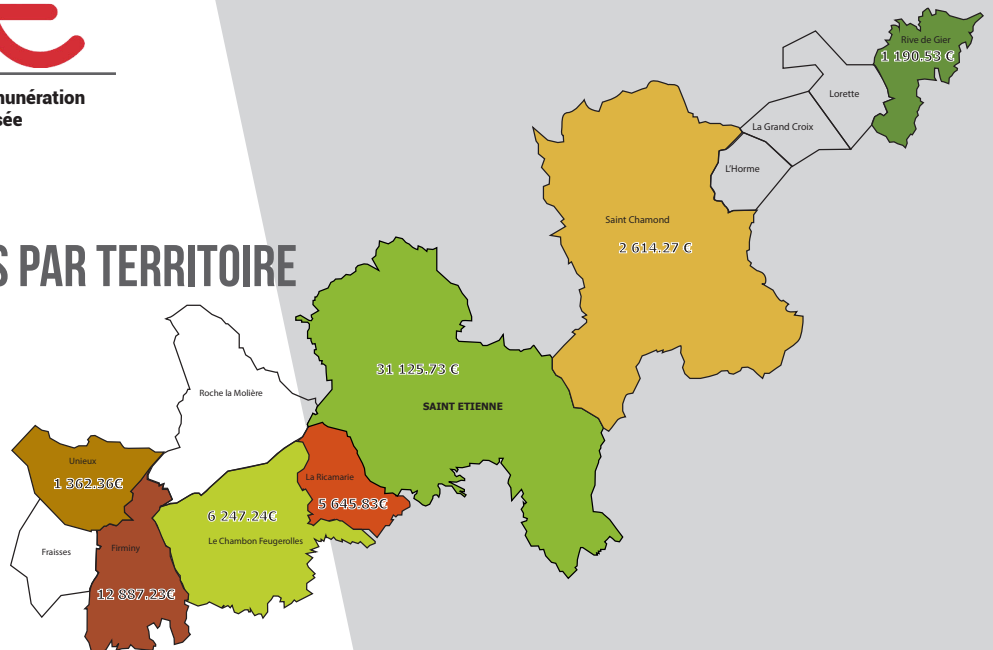 nunération
sée
S PAR TERRITOIRE
Rive de Gier
1 190.53 €
Lorette
La Grand Croix
L'Horme
Saint Chamond
2 614.27 €
31 125.73 €
SAINT ETIENNE
Roche la Molière
Unieux
1 362.36€
La Ricamarie
5 645.83€
6 247.24€
Le Chambon Feugerolles
Fraisses
Firminy
12 887.23€